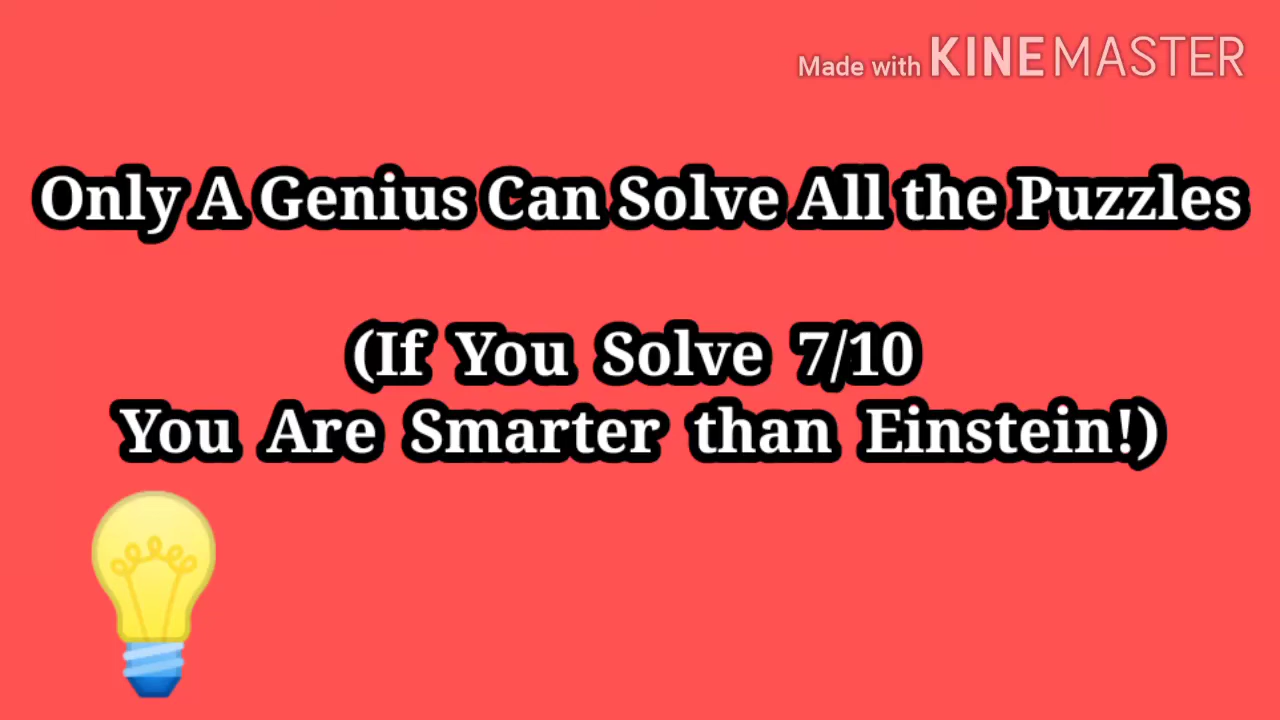 Made with KINEMASTER
Only A Genius Can Solve All the Puzzles
(If You Solve 7/10
You Are Smarter than Einstein!)